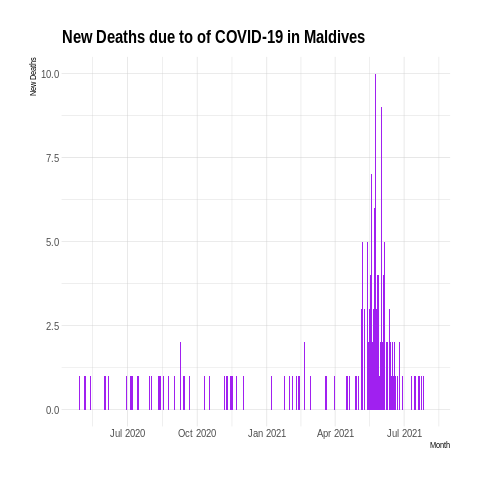 New Deaths due to of COVID-19 in Maldives
New Deaths
10.0
7.5
5.0
2.5
0.0
Jul 2020 Oct 2020 Jan 2021 Apr 2021 Jul 2021
Month